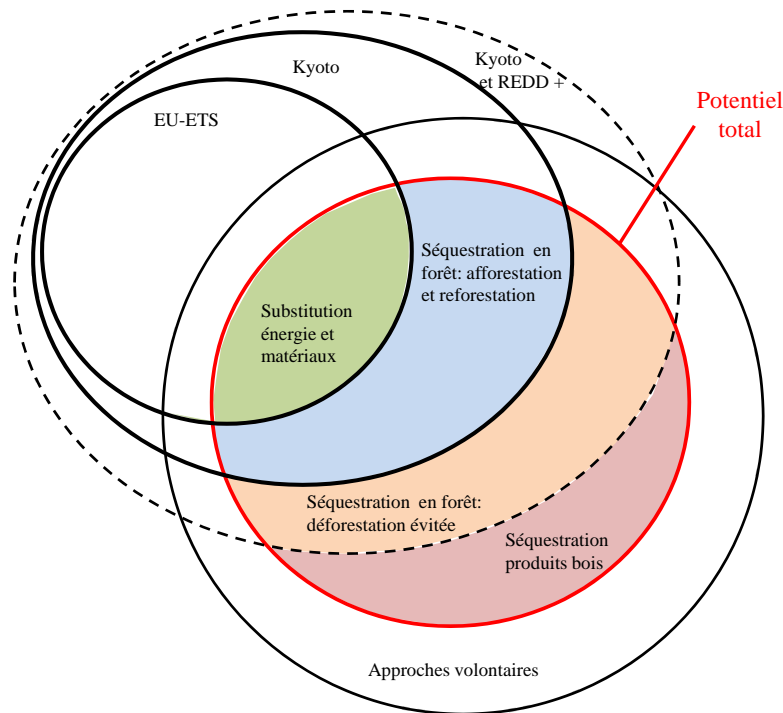 Kyoto
Kyoto
et REDD +
EU-ETS
Potentiel
total
Séquestration en
forêt: afforestation
et reforestation
Substitution
énergie et
matériaux
Séquestration en forêt:
déforestation évitée
Séquestration
produits bois
Approches volontaires